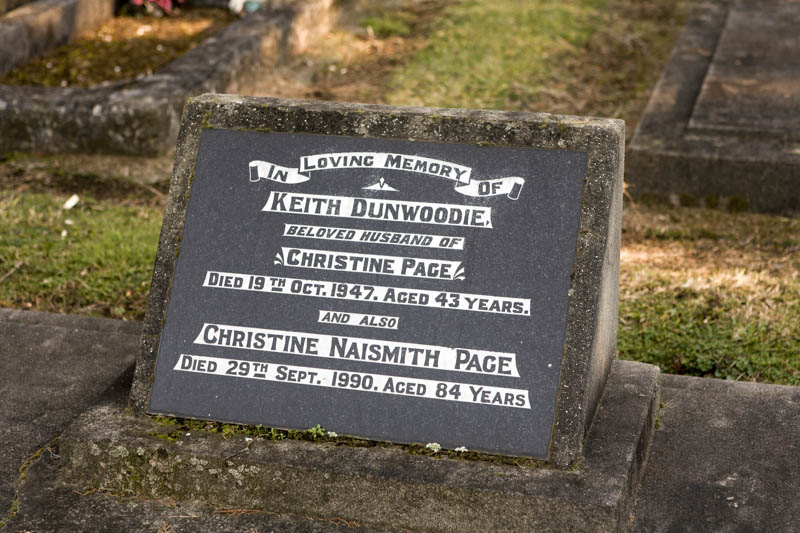 IN LOVING MEMORY OF
KEITH DUNWOODIE,
BELOVED HUSBAND OF
CHRISTINE PAGE
DIED 19TH OCT. 1947. AGED 43 YEARS.
AND ALSO
CHRISTINE NAISMITH PAGE
DIED 29TH SEPT. 1990. AGED 84 YEARS